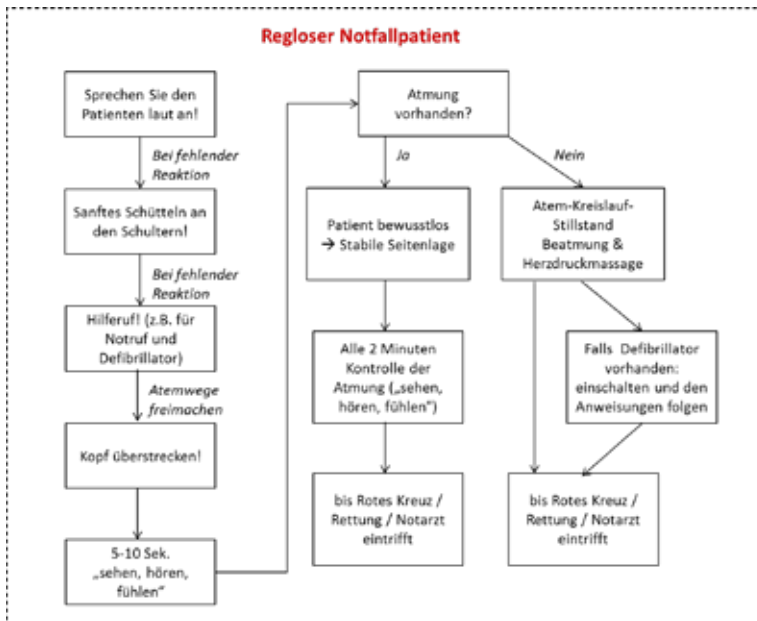 Regloser Notfallpatient
Sprechen Sie den
Patienten laut an!
Bei fehlender
Reaktion
Sanftes Schütteln an
den Schultern!
Bei fehlender
Reaktion
Hilferuf! (z.B. für
Notruf und
Defibrillator)
Atemwege
freimachen
Kopf überstrecken!
5-10 Sek.
„sehen, hören,
fühlen“
Atmung
vorhanden?
Ja
Nein
Patient bewusstlos
→ Stabile Seitenlage
Alle 2 Minuten
Kontrolle der
Atmung („sehen,
hören, fühlen“)
bis Rotes Kreuz /
Rettung / Notarzt
eintrifft
Atem-Kreislauf-
Stillstand
Beatmung &
Herzdruckmassage
Falls Defibrillator
vorhanden:
einschalten und den
Anweisungen folgen
bis Rotes Kreuz /
Rettung / Notarzt
eintrifft